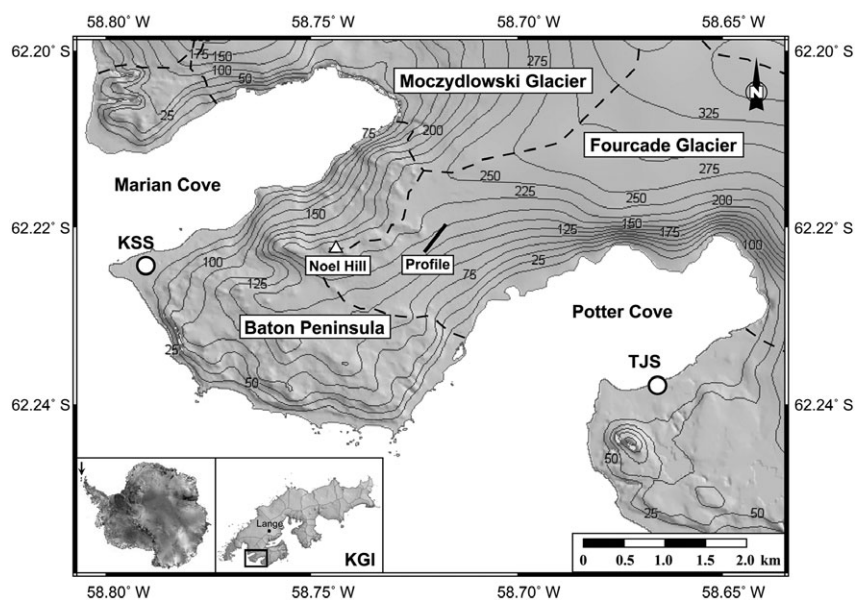 58.80° W 58.75° W 58.70° W 58.65° W
62.20° S 62.20° S
175
150
100
50
25
275
Moczydlowski Glacier
N
325
75
200
Fourcade Glacier
275
250
250
225
200
Marian Cove
150
62.22° S 62.22° S
KSS
125
150
175
100
100
Noel Hill
Profile
25
125
75
Baton Peninsula
Potter Cove
25
TJS
50
62.24° S 62.24° S
50
25
50
Lange
KGI
0 0.5 1.0 1.5 2.0 km
58.80° W 58.75° W 58.70° W 58.65° W